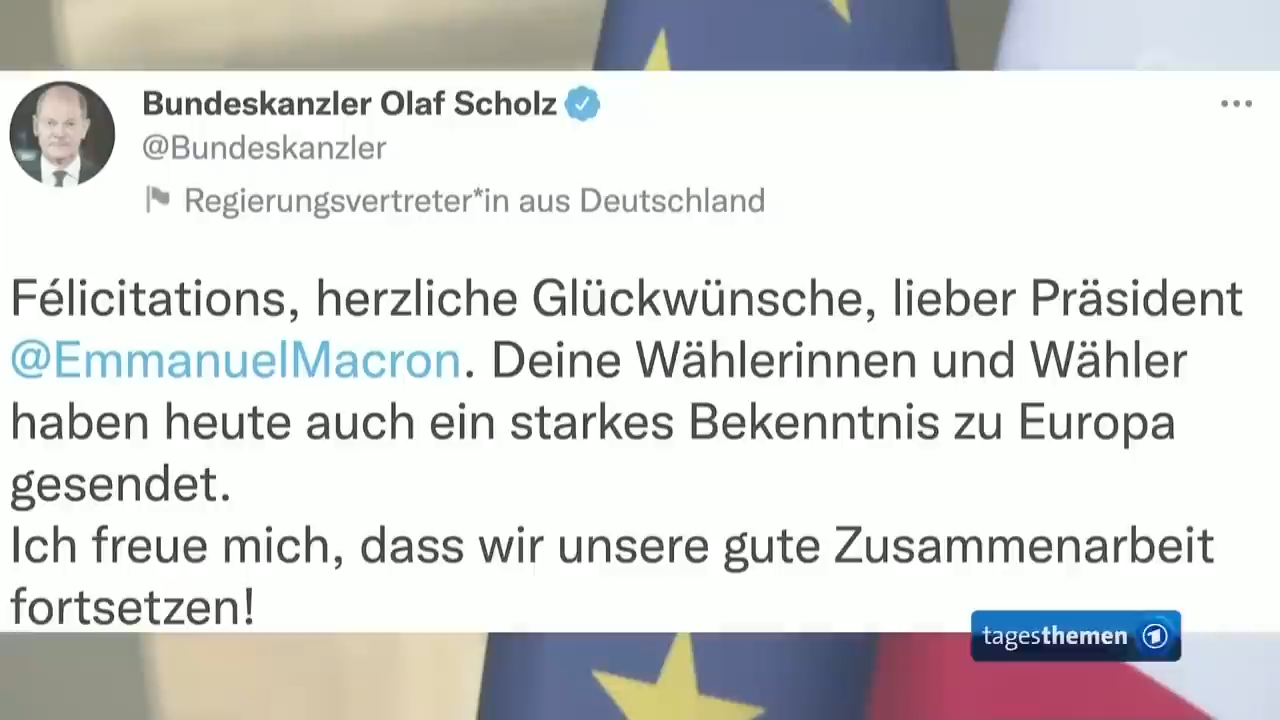 Bundeskanzler Olaf Scholz
@Bundeskanzler
Regierungsvertreter*in aus Deutschland
Félicitations, herzliche Glückwünsche, lieber Präsident
@EmmanuelMacron. Deine Wählerinnen und Wähler
haben heute auch ein starkes Bekenntnis zu Europa
gesendet.
Ich freue mich, dass wir unsere gute Zusammenarbeit
fortsetzen!
tagesthemen 1